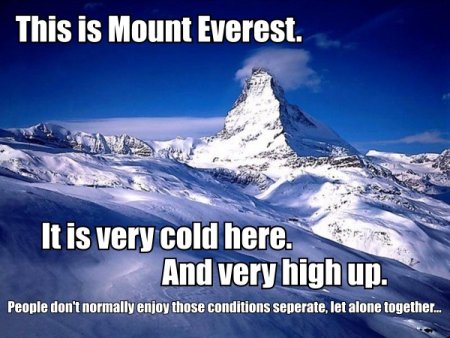 This is Mount Everest.
It is very cold here.
And very high up.
People don't normally enjoy those conditions seperate, let alone together...